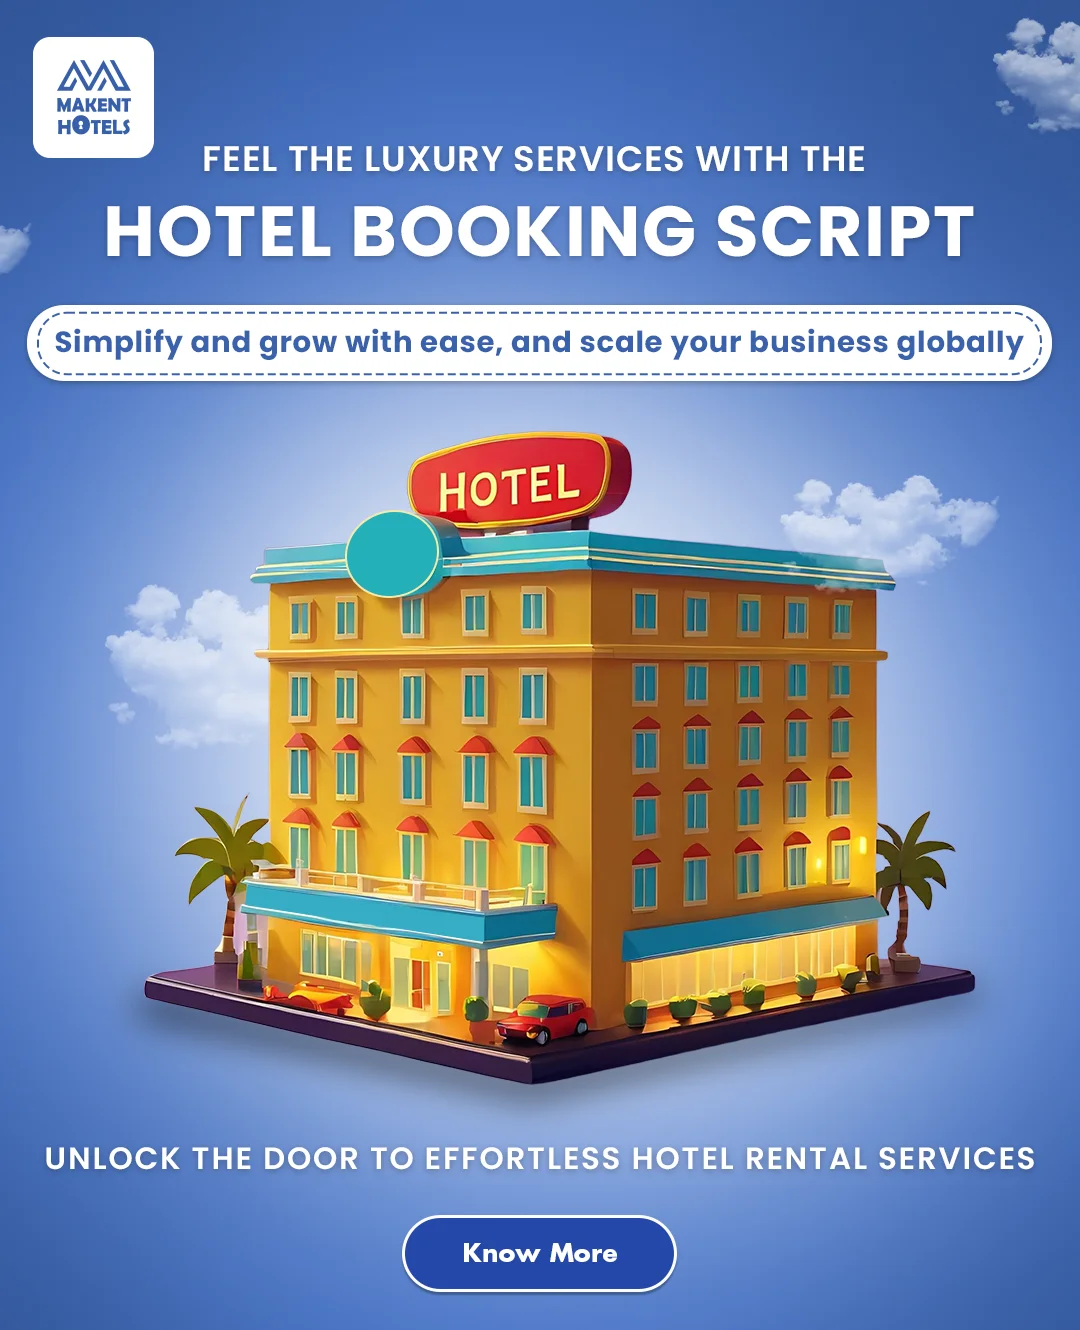 MAKENT
HOTELS
FEEL THE LUXURY SERVICES WITH THE
HOTEL BOOKING SCRIPT
Simplify and grow with ease, and scale your business globally
HOTEL
UNLOCK THE DOOR TO EFFORTLESS HOTEL RENTAL SERVICES
Know More